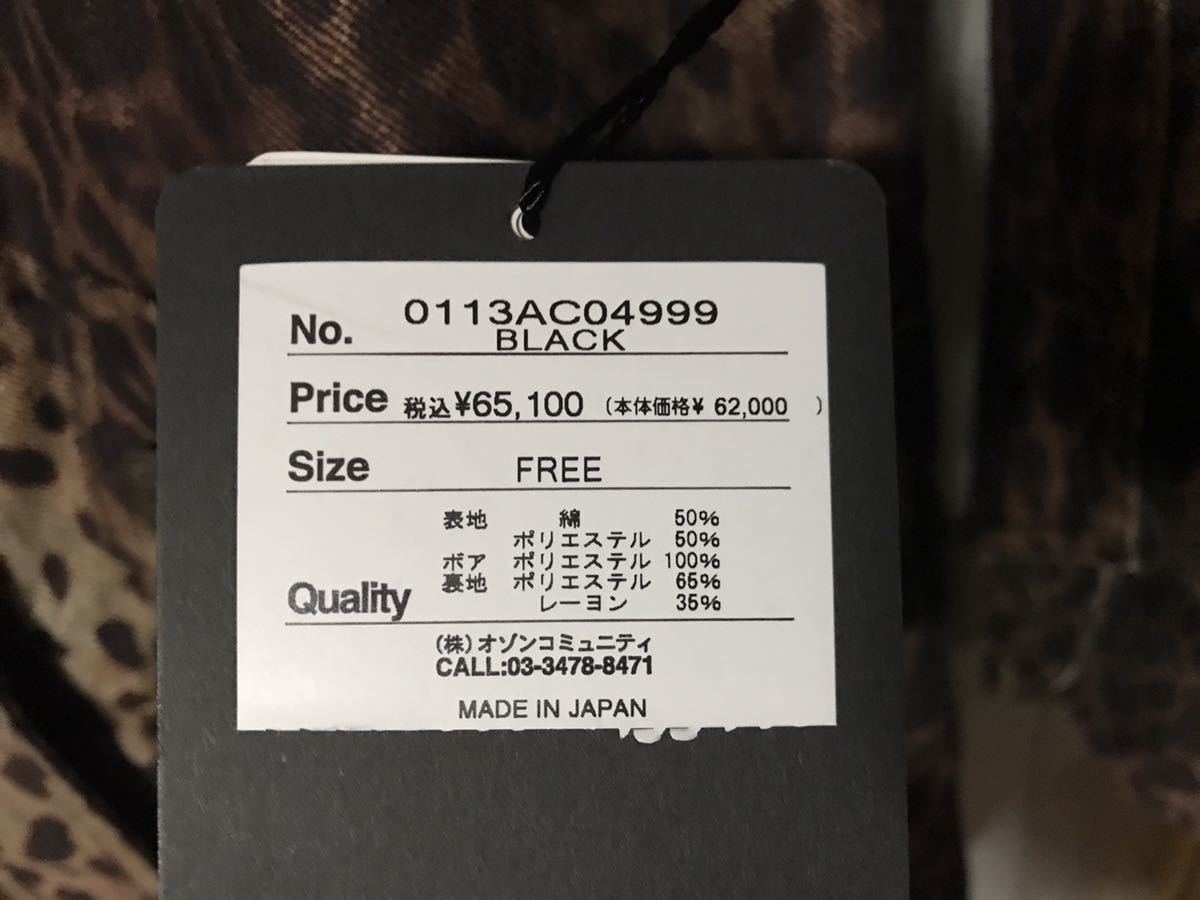 No. 0113AC04999
BLACK
Price 税込¥65,100 (本体価格¥ 62,000 )
Size FREE
表地 綿 50%
ポリエステル 50%
ボア ポリエステル 100%
裏地 ポリエステル 65%
Quality レーヨン 35%
(株)オゾンコミュニティ
CALL:03-3478-8471
MADE IN JAPAN